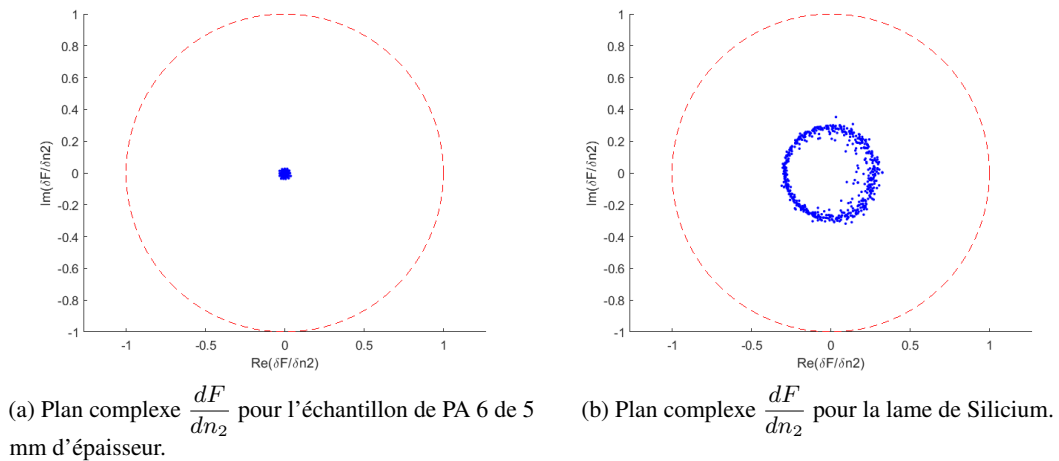 1
0.8
0.6
0.4
0.2
0
-0.2
-0.4
-0.6
-0.8
-1
Im(δF/δn2)
-1 -0.5 0 0.5 1
Re(δF/δn2)
1
0.8
0.6
0.4
0.2
0
-0.2
-0.4
-0.6
-0.8
-1
Im(δF/δn2)
-1 -0.5 0 0.5 1
Re(δF/δn2)
(a) Plan complexe dF/dn₂ pour l'échantillon de PA 6 de 5
mm d'épaisseur.
(b) Plan complexe dF/dn₂ pour la lame de Silicium.